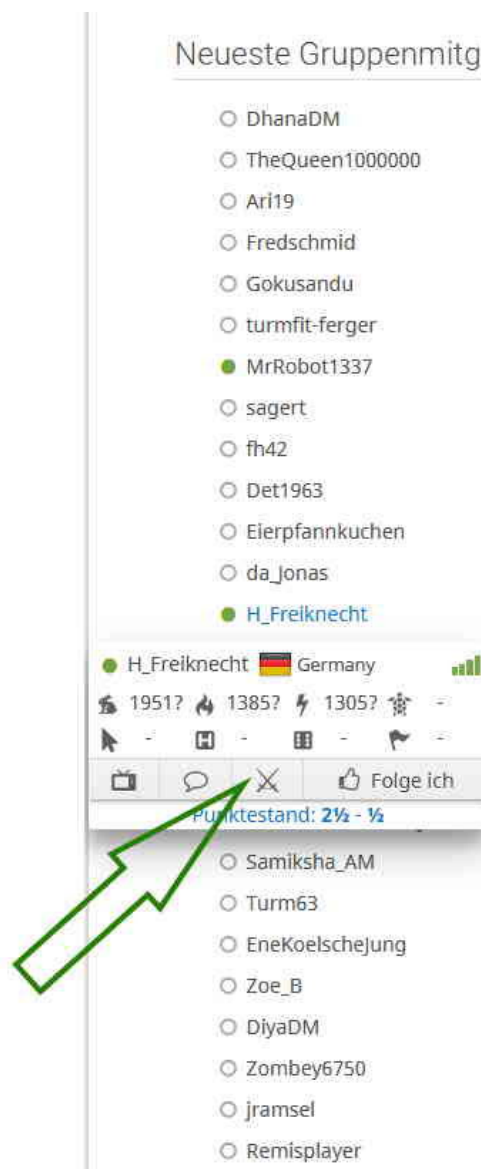 Neueste Gruppenmitg
DhanaDM
TheQueen1000000
Ari19
Fredschmid
Gokusandu
turmfit-ferger
MrRobot1337
sagert
fh42
Det1963
Eierpfannkuchen
da_Jonas
H_Freiknecht
H_Freiknecht Germany
1951? 1385? 1305? -
- - - -
Folge ich
Punktestand: 2½ - ½
Samiksha_AM
Turm63
EneKoelscheJung
Zoe_B
DiyaDM
Zombey6750
jramsel
Remisplayer